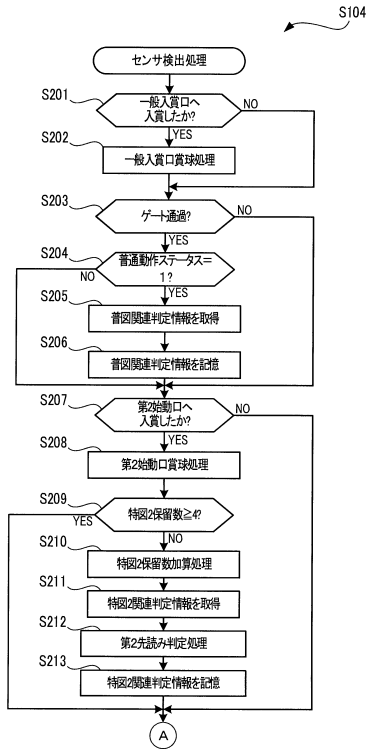 S104
センサ検出処理
S201
一般入賞口へ
入賞したか?
NO
YES
S202
一般入賞口賞球処理
S203
ゲート通過?
NO
YES
S204
普通動作ステータス=
1?
NO
YES
S205
普図関連判定情報を取得
S206
普図関連判定情報を記憶
S207
第2始動口へ
入賞したか?
NO
YES
S208
第2始動口賞球処理
S209
特図2保留数≧4?
YES
NO
S210
特図2保留数加算処理
S211
特図2関連判定情報を取得
S212
第2先読み判定処理
S213
特図2関連判定情報を記憶
A